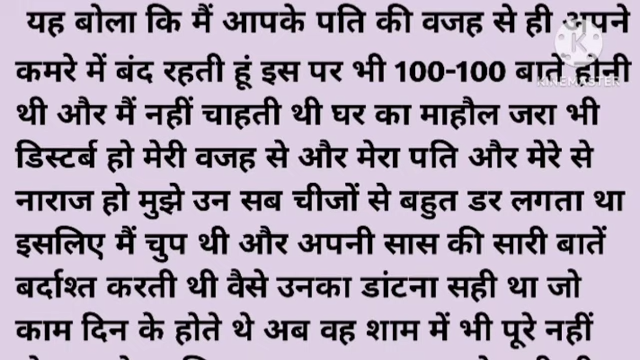 यह बोला कि मैं आपके पति की वजह से ही अपने
कमरे में बंद रहती हूं इस पर भी 100-100 बातें होनी
थी और मैं नहीं चाहती थी घर का माहौल जरा भी
डिस्टर्ब हो मेरी वजह से और मेरा पति और मेरे से
नाराज हो मुझे उन सब चीजों से बहुत डर लगता था
इसलिए मैं चुप थी और अपनी सास की सारी बातें
बर्दाश्त करती थी वैसे उनका डांटना सही था जो
काम दिन के होते थे अब वह शाम में भी पूरे नहीं
KINEMASTER